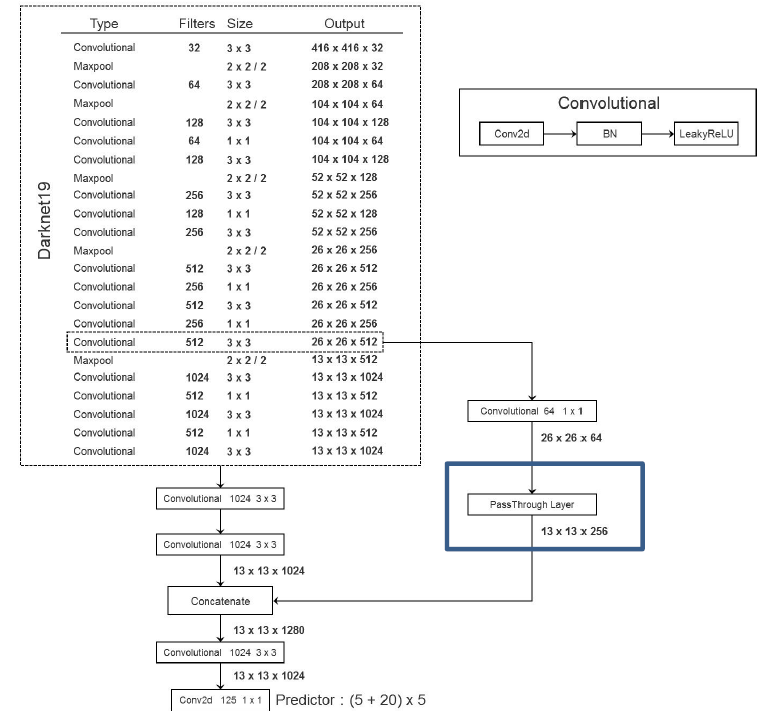 Type Filters Size Output
Convolutional 32 3 x 3 416 x 416 x 32
Maxpool 2 x 2 / 2 208 x 208 x 32
Convolutional 64 3 x 3 208 x 208 x 64
Maxpool 2 x 2 / 2 104 x 104 x 64
Convolutional 128 3 x 3 104 x 104 x 128
Convolutional 64 1 x 1 104 x 104 x 64
Convolutional 128 3 x 3 104 x 104 x 128
Maxpool 2 x 2 / 2 52 x 52 x 128
Convolutional 256 3 x 3 52 x 52 x 256
Convolutional 128 1 x 1 52 x 52 x 128
Convolutional 256 3 x 3 52 x 52 x 256
Maxpool 2 x 2 / 2 26 x 26 x 256
Convolutional 512 3 x 3 26 x 26 x 512
Convolutional 256 1 x 1 26 x 26 x 256
Convolutional 512 3 x 3 26 x 26 x 512
Convolutional 256 1 x 1 26 x 26 x 256
Convolutional 512 3 x 3 26 x 26 x 512
Maxpool 2 x 2 / 2 13 x 13 x 512
Convolutional 1024 3 x 3 13 x 13 x 1024
Convolutional 512 1 x 1 13 x 13 x 512
Convolutional 1024 3 x 3 13 x 13 x 1024
Convolutional 512 1 x 1 13 x 13 x 512
Convolutional 1024 3 x 3 13 x 13 x 1024
Darknet19
Convolutional
Conv2d BN LeakyReLU
Convolutional 64 1 x 1
26 x 26 x 64
PassThrough Layer
13 x 13 x 256
Convolutional 1024 3 x 3
Convolutional 1024 3 x 3
13 x 13 x 1024
Concatenate
13 x 13 x 1280
Convolutional 1024 3 x 3
13 x 13 x 1024
Conv2d 125 1 x 1 Predictor : (5 + 20) x 5